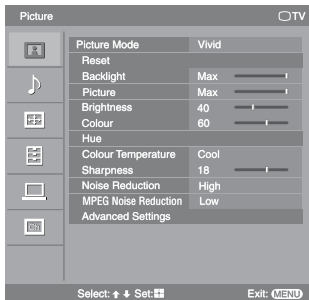 Picture TV
Picture Mode Vivid
Reset
Backlight Max
Picture Max
Brightness 40
Colour 60
Hue
Colour Temperature Cool
Sharpness 18
Noise Reduction High
MPEG Noise Reduction Low
Advanced Settings
Select: Set: Exit: MENU